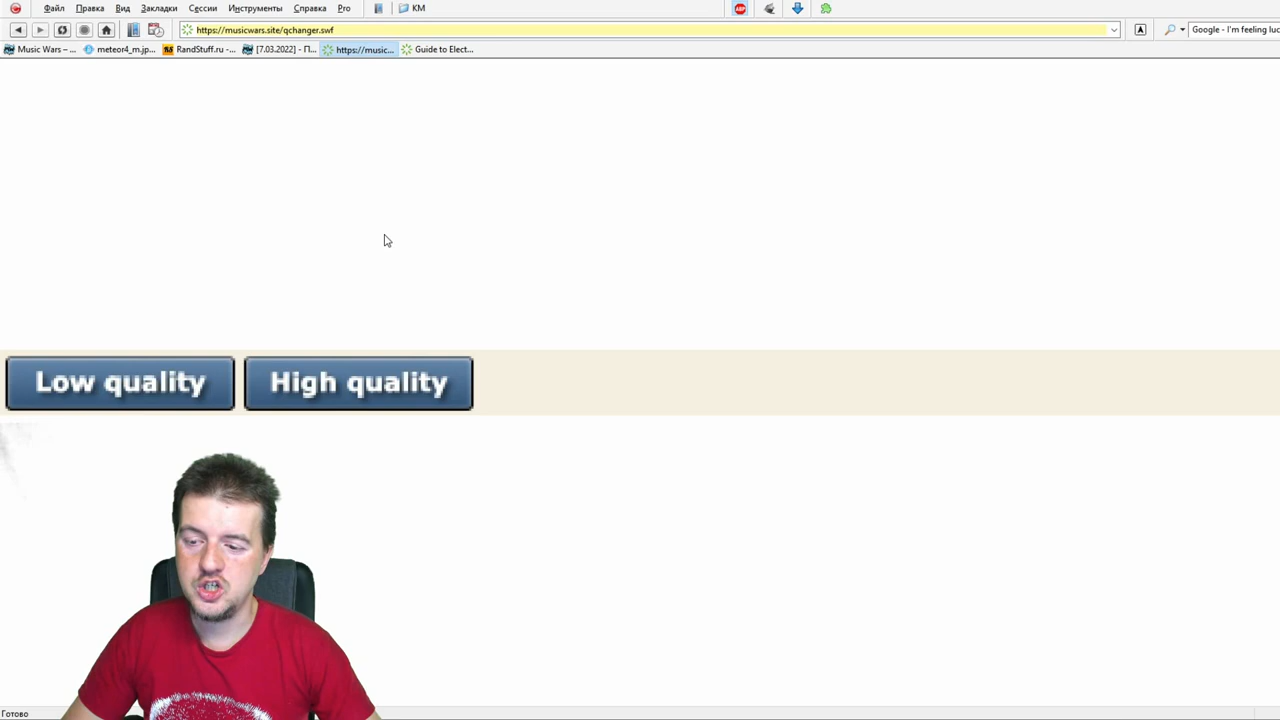 Файл Правка Вид Закладки Сессии Инструменты Справка Pro KM ABP
https://musicwars.site/qchanger.swf A Google - I'm feeling luc
Music Wars – ... meteor4_m.jp... RandStuff.ru -... [7.03.2022] - П... https://music... Guide to Elect...
Low quality High quality
Готово